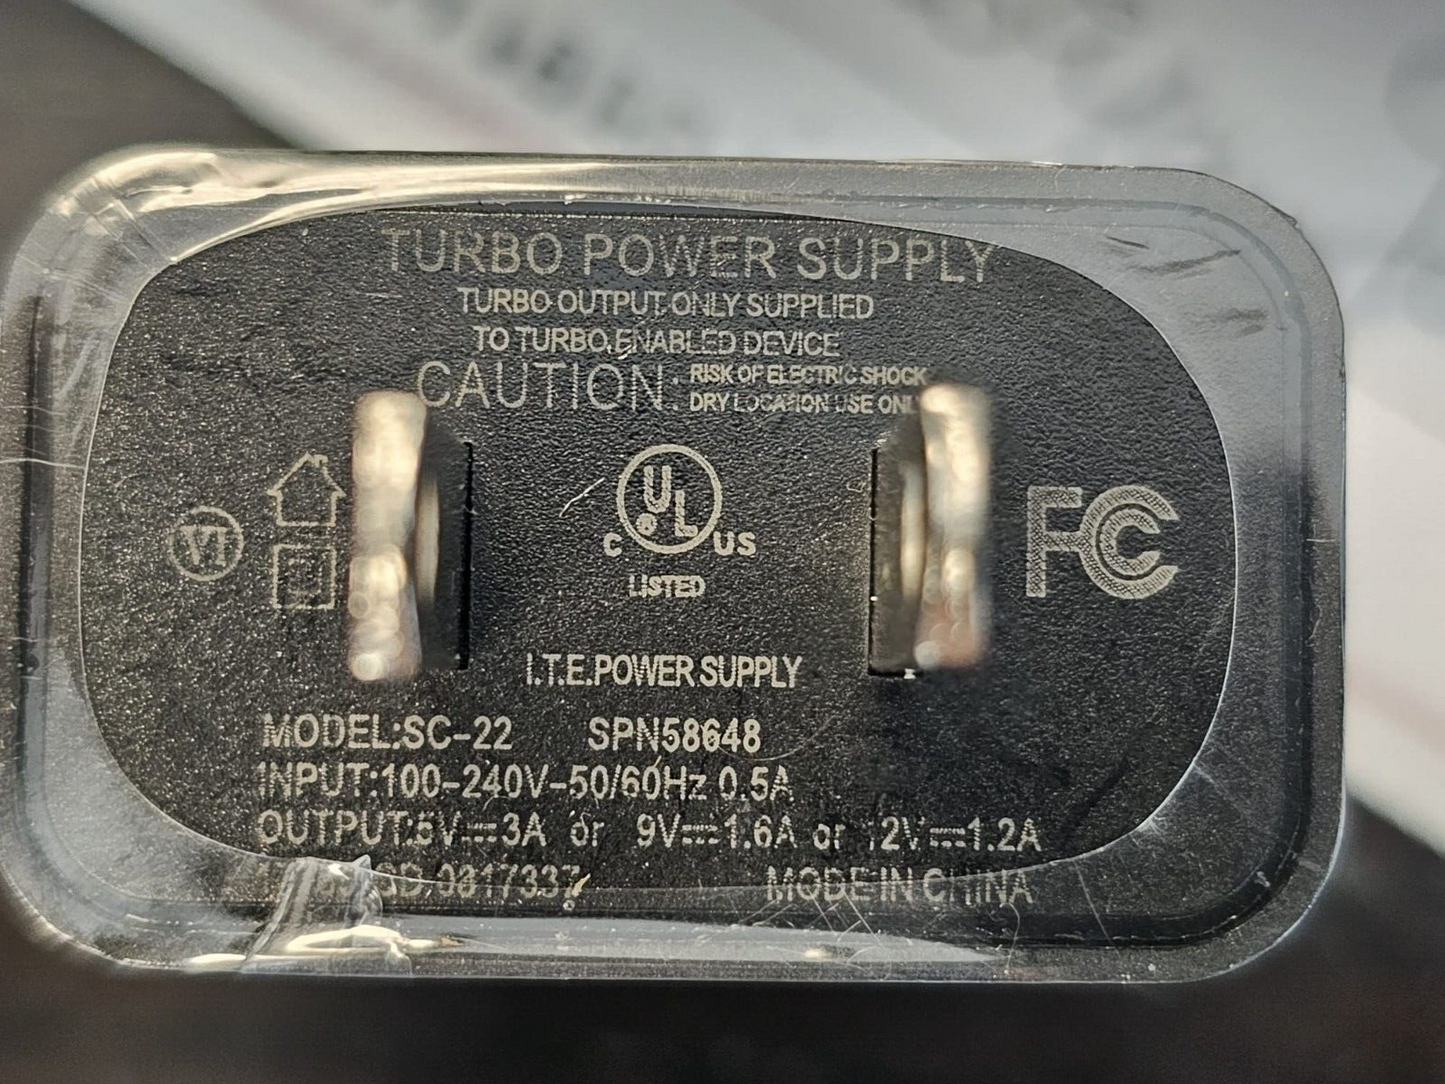 TURBO POWER SUPPLY
TURBO OUTPUT ONLY SUPPLIED
TO TURBO ENABLED DEVICE
CAUTION: RISK OF ELECTRIC SHOCK
DRY LOCATION USE ONLY
VI
C UL US
LISTED
FC
I.T.E.POWER SUPPLY
MODEL:SC-22 SPN58648
INPUT:100-240V~50/60Hz 0.5A
OUTPUT:5V⎓3A or 9V⎓1.6A or 12V⎓1.2A
0817337
MODE IN CHINA